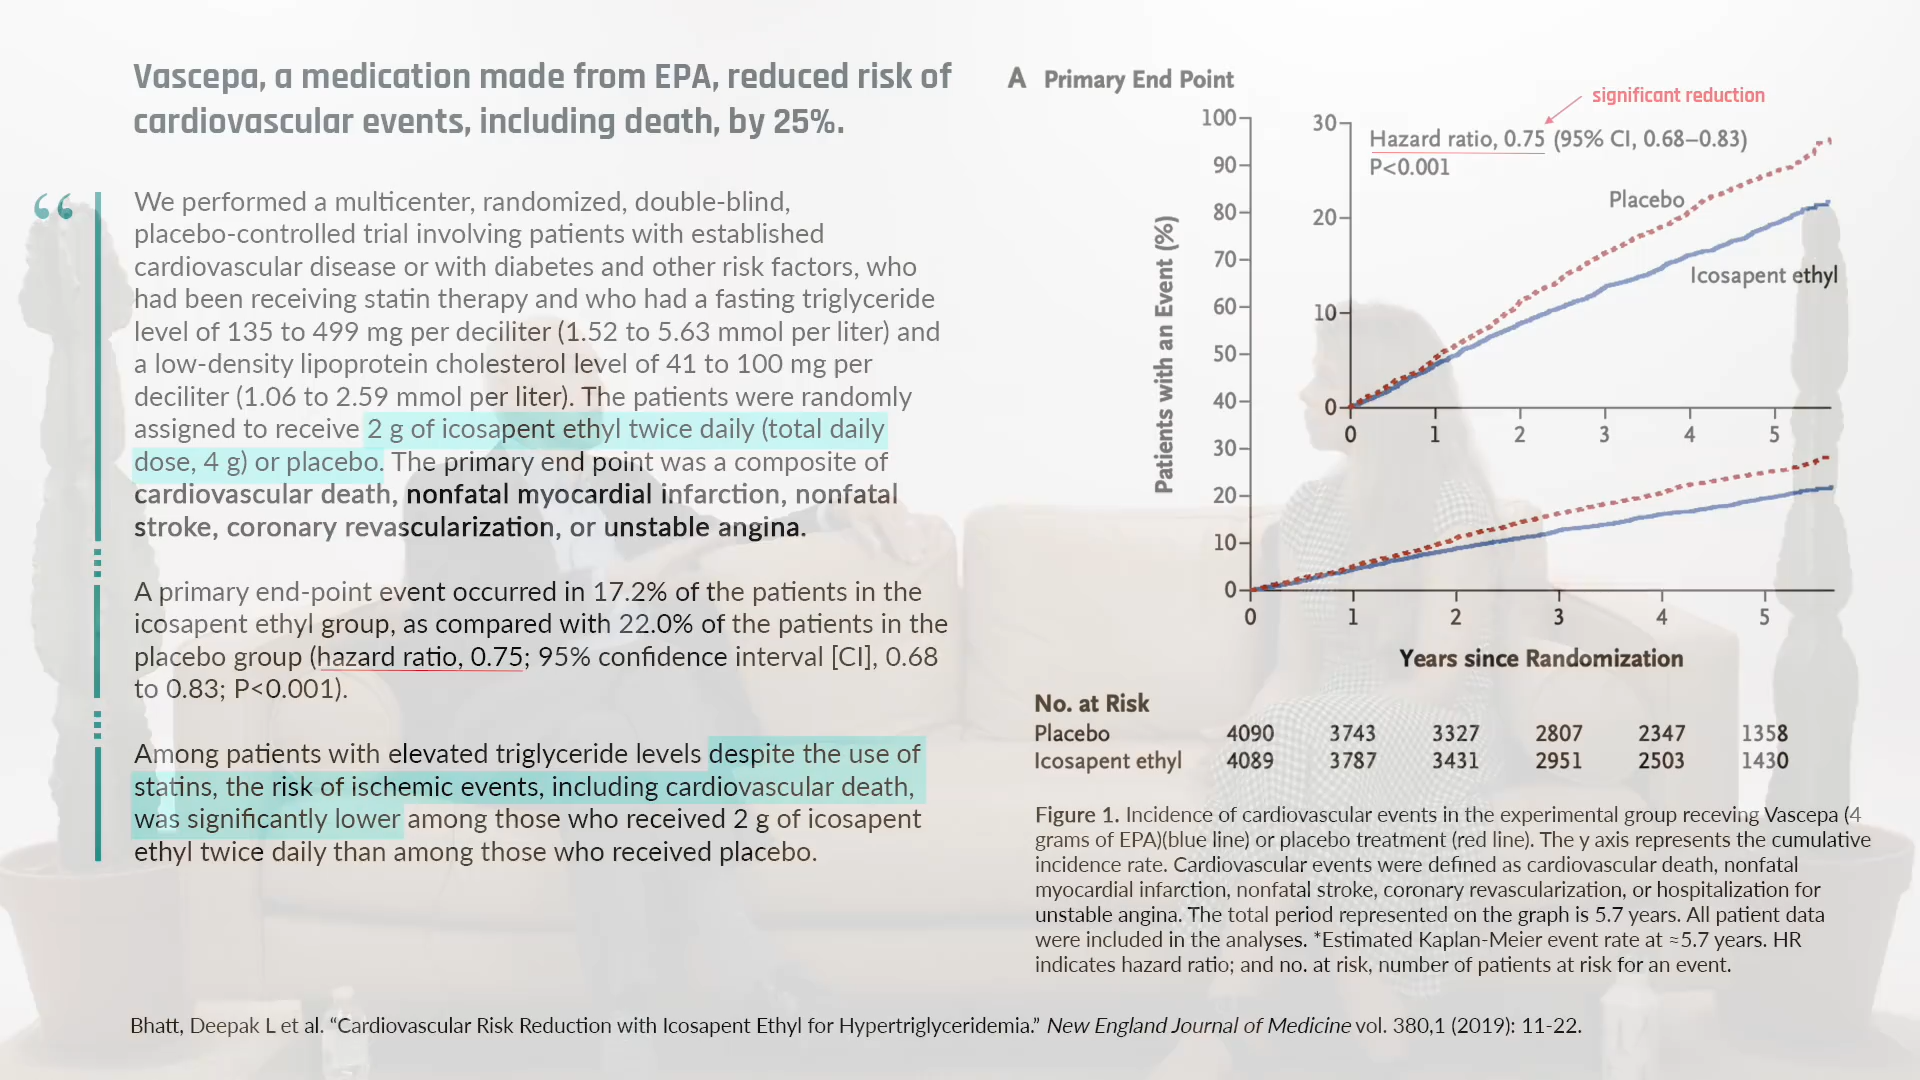 Vascepa, a medication made from EPA, reduced risk of
cardiovascular events, including death, by 25%.
“
We performed a multicenter, randomized, double-blind,
placebo-controlled trial involving patients with established
cardiovascular disease or with diabetes and other risk factors, who
had been receiving statin therapy and who had a fasting triglyceride
level of 135 to 499 mg per deciliter (1.52 to 5.63 mmol per liter) and
a low-density lipoprotein cholesterol level of 41 to 100 mg per
deciliter (1.06 to 2.59 mmol per liter). The patients were randomly
assigned to receive 2 g of icosapent ethyl twice daily (total daily
dose, 4 g) or placebo. The primary end point was a composite of
cardiovascular death, nonfatal myocardial infarction, nonfatal
stroke, coronary revascularization, or unstable angina.
A primary end-point event occurred in 17.2% of the patients in the
icosapent ethyl group, as compared with 22.0% of the patients in the
placebo group (hazard ratio, 0.75; 95% confidence interval [CI], 0.68
to 0.83; P<0.001).
Among patients with elevated triglyceride levels despite the use of
statins, the risk of ischemic events, including cardiovascular death,
was significantly lower among those who received 2 g of icosapent
ethyl twice daily than among those who received placebo.
A Primary End Point
significant reduction
Hazard ratio, 0.75 (95% CI, 0.68–0.83)
P<0.001
Placebo
Icosapent ethyl
30
20
10
0
0 1 2 3 4 5
Patients with an Event (%)
100
90
80
70
60
50
40
30
20
10
0
0 1 2 3 4 5
Years since Randomization
No. at Risk
Placebo 4090 3743 3327 2807 2347 1358
Icosapent ethyl 4089 3787 3431 2951 2503 1430
Figure 1. Incidence of cardiovascular events in the experimental group receving Vascepa (4
grams of EPA)(blue line) or placebo treatment (red line). The y axis represents the cumulative
incidence rate. Cardiovascular events were defined as cardiovascular death, nonfatal
myocardial infarction, nonfatal stroke, coronary revascularization, or hospitalization for
unstable angina. The total period represented on the graph is 5.7 years. All patient data
were included in the analyses. *Estimated Kaplan-Meier event rate at ≈5.7 years. HR
indicates hazard ratio; and no. at risk, number of patients at risk for an event.
Bhatt, Deepak L et al. “Cardiovascular Risk Reduction with Icosapent Ethyl for Hypertriglyceridemia.” New England Journal of Medicine vol. 380,1 (2019): 11-22.